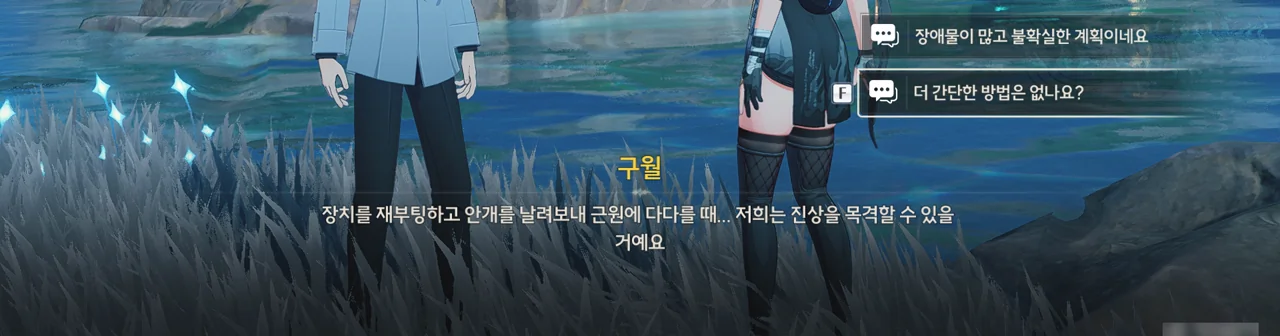 장애물이 많고 불확실한 계획이네요
F 더 간단한 방법은 없나요?
구월
장치를 재부팅하고 안개를 날려보내 근원에 다다를 때... 저희는 진상을 목격할 수 있을
거예요